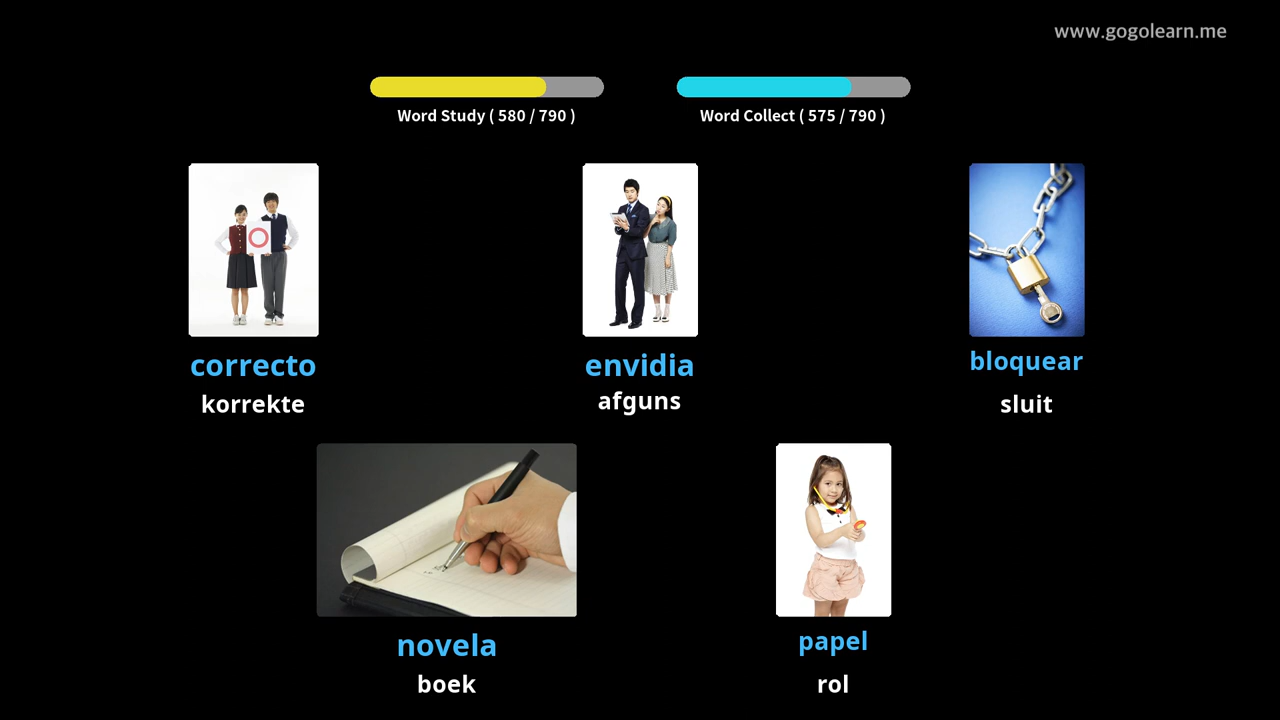 www.gogolearn.me
Word Study ( 580 / 790 )
Word Collect ( 575 / 790 )
correcto
korrekte
envidia
afguns
bloquear
sluit
novela
boek
papel
rol